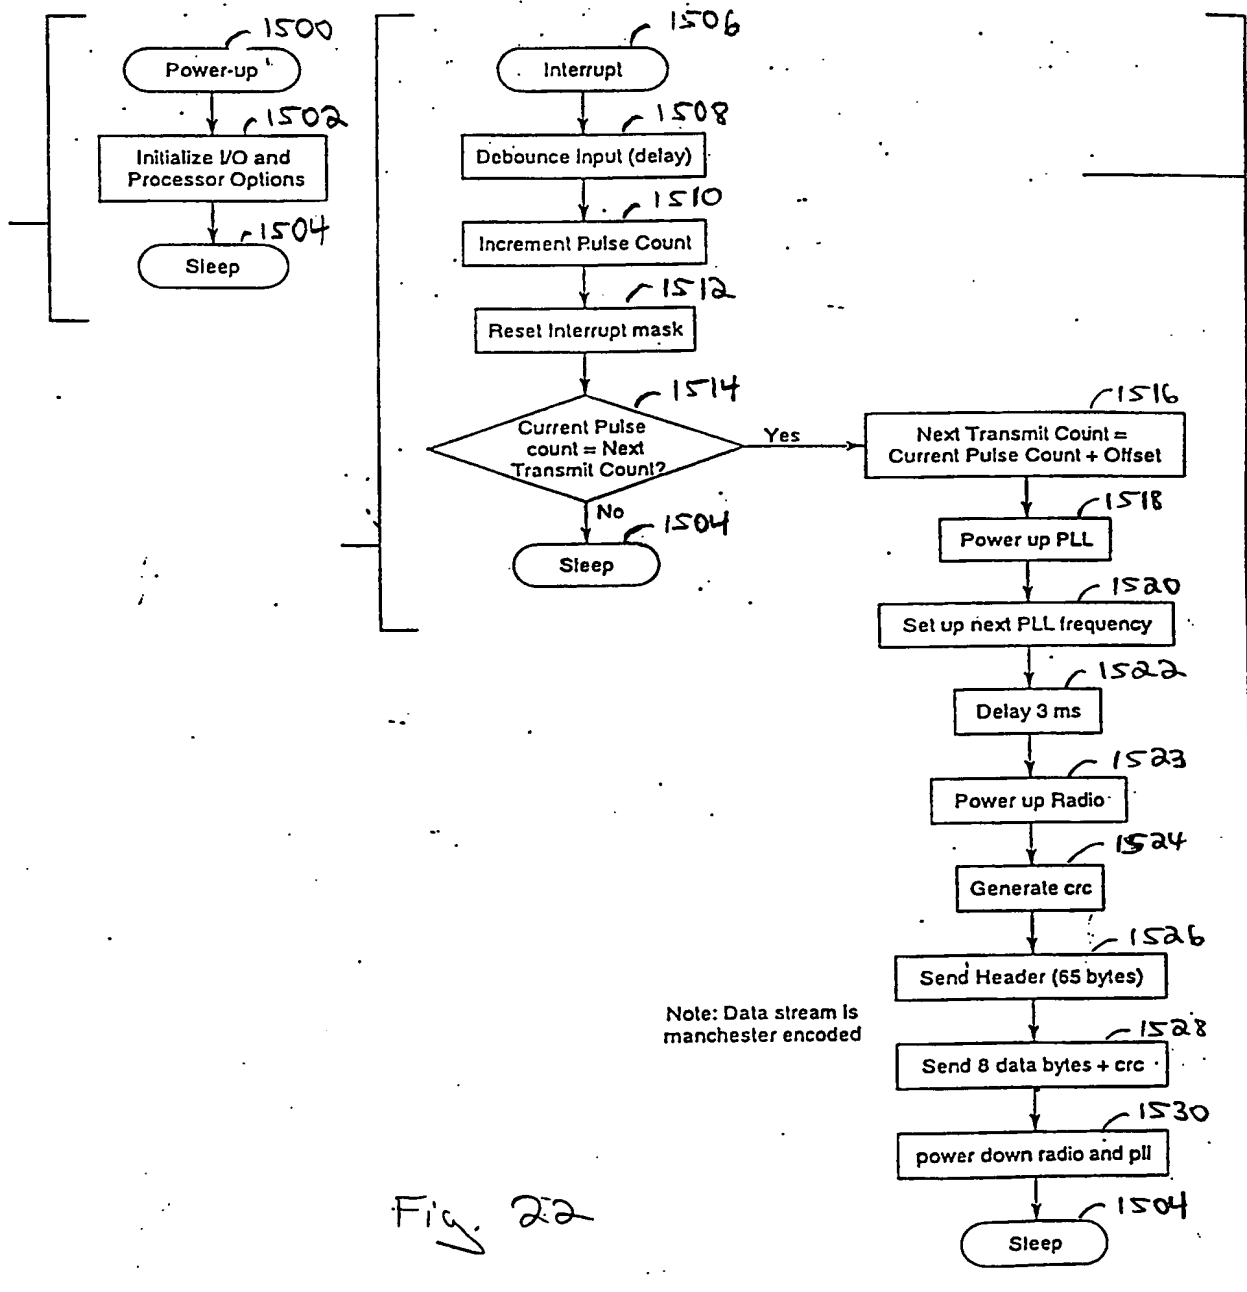 1500
Power-up
1502
Initialize I/O and
Processor Options
1504
Sleep
1506
Interrupt
1508
Debounce Input (delay)
1510
Increment Pulse Count
1512
Reset Interrupt mask
1514
Current Pulse
count = Next
Transmit Count?
Yes
No
1504
Sleep
1516
Next Transmit Count =
Current Pulse Count + Offset
1518
Power up PLL
1520
Set up next PLL frequency
1522
Delay 3 ms
1523
Power up Radio
1524
Generate crc
1526
Send Header (65 bytes)
Note: Data stream is
manchester encoded
1528
Send 8 data bytes + crc
1530
power down radio and pll
1504
Sleep
Fig. 22